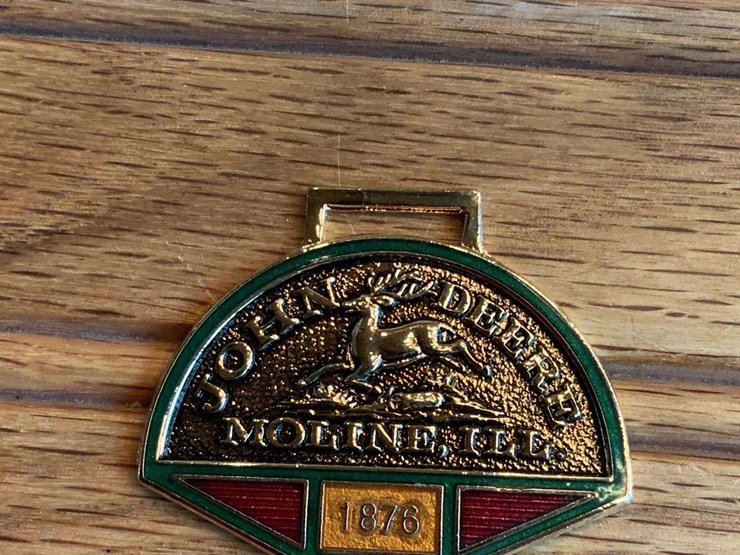 JOHN DEERE
MOLINE, ILL.
1876